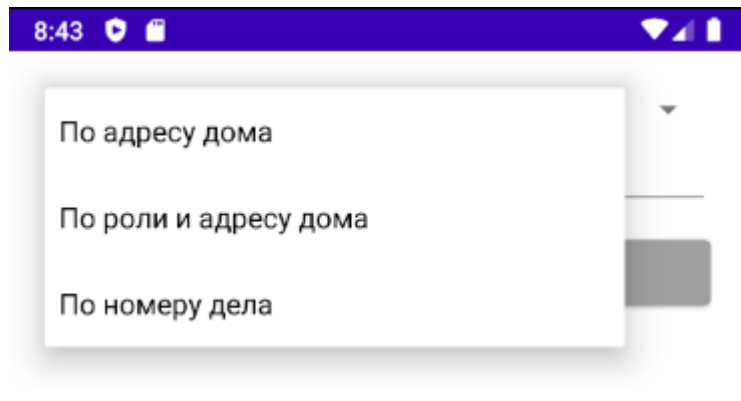 8:43
По адресу дома
По роли и адресу дома
По номеру дела